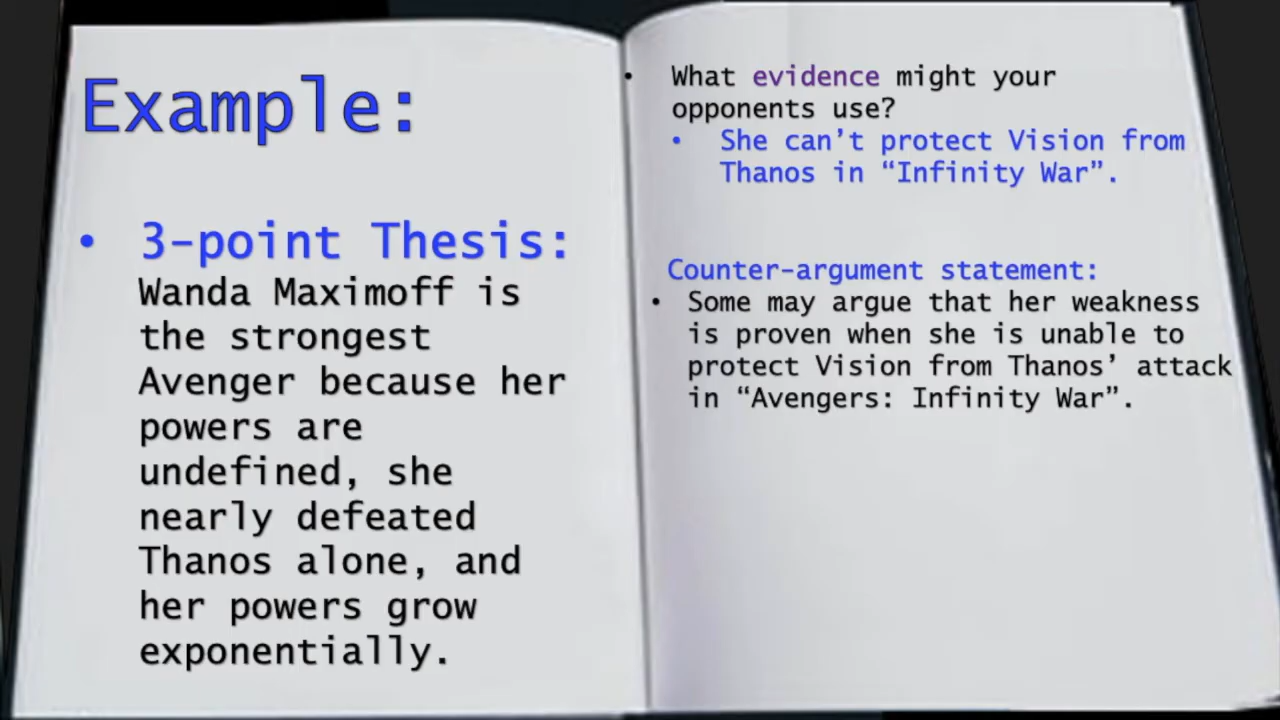 Example:
• 3-point Thesis:
Wanda Maximoff is
the strongest
Avenger because her
powers are
undefined, she
nearly defeated
Thanos alone, and
her powers grow
exponentially.
• What evidence might your
opponents use?
• She can’t protect Vision from
Thanos in “Infinity War”.
Counter-argument statement:
• Some may argue that her weakness
is proven when she is unable to
protect Vision from Thanos’ attack
in “Avengers: Infinity War”.